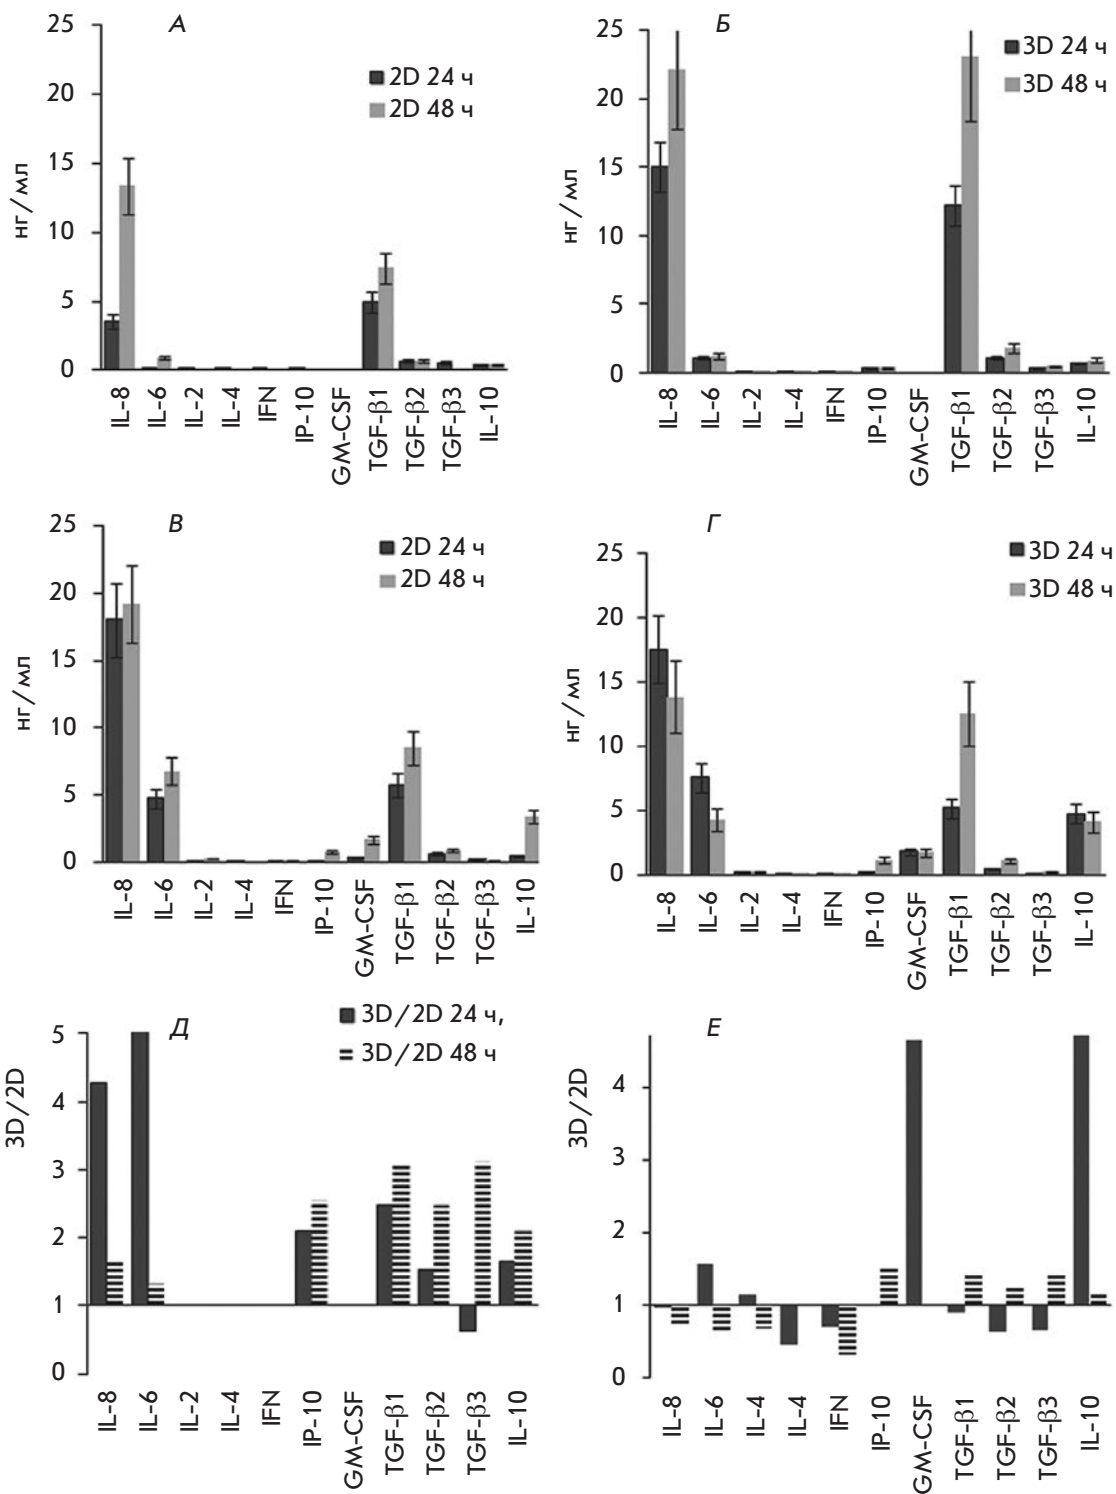 А
25
20
15
10
5
0
нг/мл
2D 24 ч
2D 48 ч
IL-8
IL-6
IL-2
IL-4
IFN
IP-10
GM-CSF
TGF-β1
TGF-β2
TGF-β3
IL-10
Б
25
20
15
10
5
0
нг/мл
3D 24 ч
3D 48 ч
IL-8
IL-6
IL-2
IL-4
IFN
IP-10
GM-CSF
TGF-β1
TGF-β2
TGF-β3
IL-10
В
25
20
15
10
5
0
нг/мл
2D 24 ч
2D 48 ч
IL-8
IL-6
IL-2
IL-4
IFN
IP-10
GM-CSF
TGF-β1
TGF-β2
TGF-β3
IL-10
Г
25
20
15
10
5
0
нг/мл
3D 24 ч
3D 48 ч
IL-8
IL-6
IL-2
IL-4
IFN
IP-10
GM-CSF
TGF-β1
TGF-β2
TGF-β3
IL-10
Д
5
4
3
2
1
0
3D/2D
3D/2D 24 ч,
3D/2D 48 ч
IL-8
IL-6
IL-2
IL-4
IFN
IP-10
GM-CSF
TGF-β1
TGF-β2
TGF-β3
IL-10
Е
4
3
2
1
0
3D/2D
IL-8
IL-6
IL-4
IL-4
IFN
IP-10
GM-CSF
TGF-β1
TGF-β2
TGF-β3
IL-10